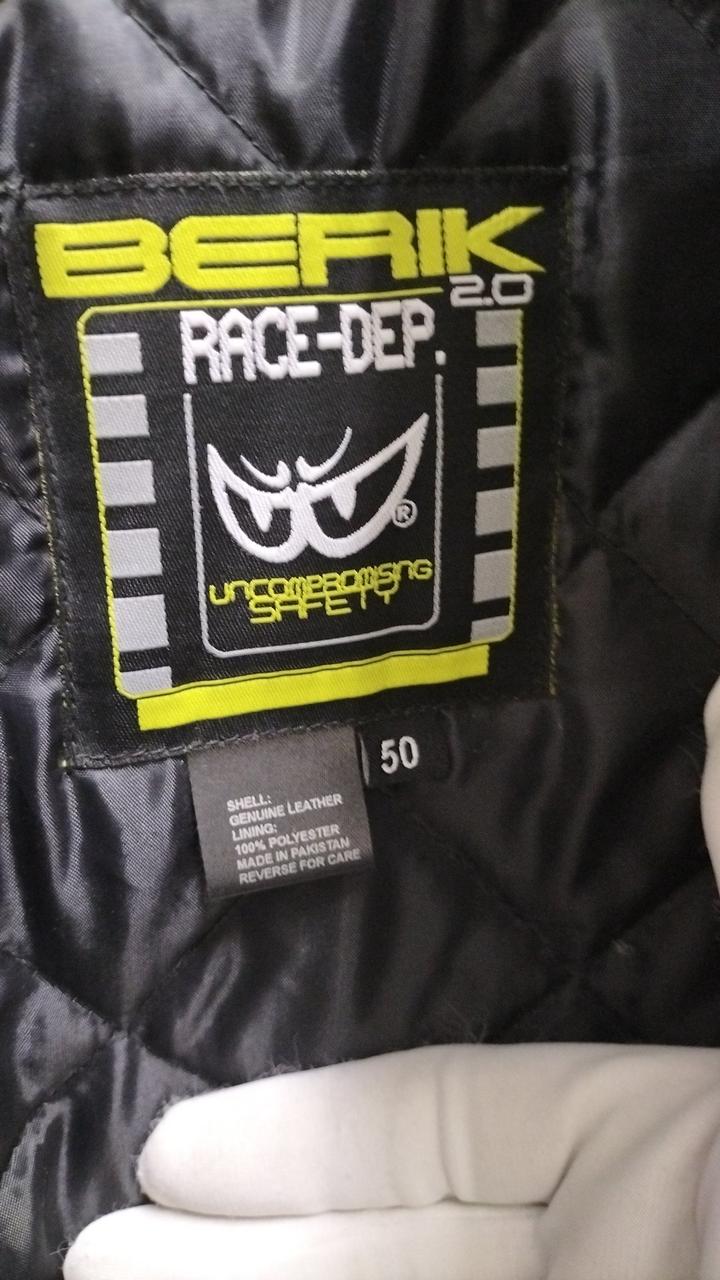 BERIK
2.0
RACE-DEP.
®
UNCOMPROMISING
SAFETY
50
SHELL:
GENUINE LEATHER
LINING:
100% POLYESTER
MADE IN PAKISTAN
REVERSE FOR CARE